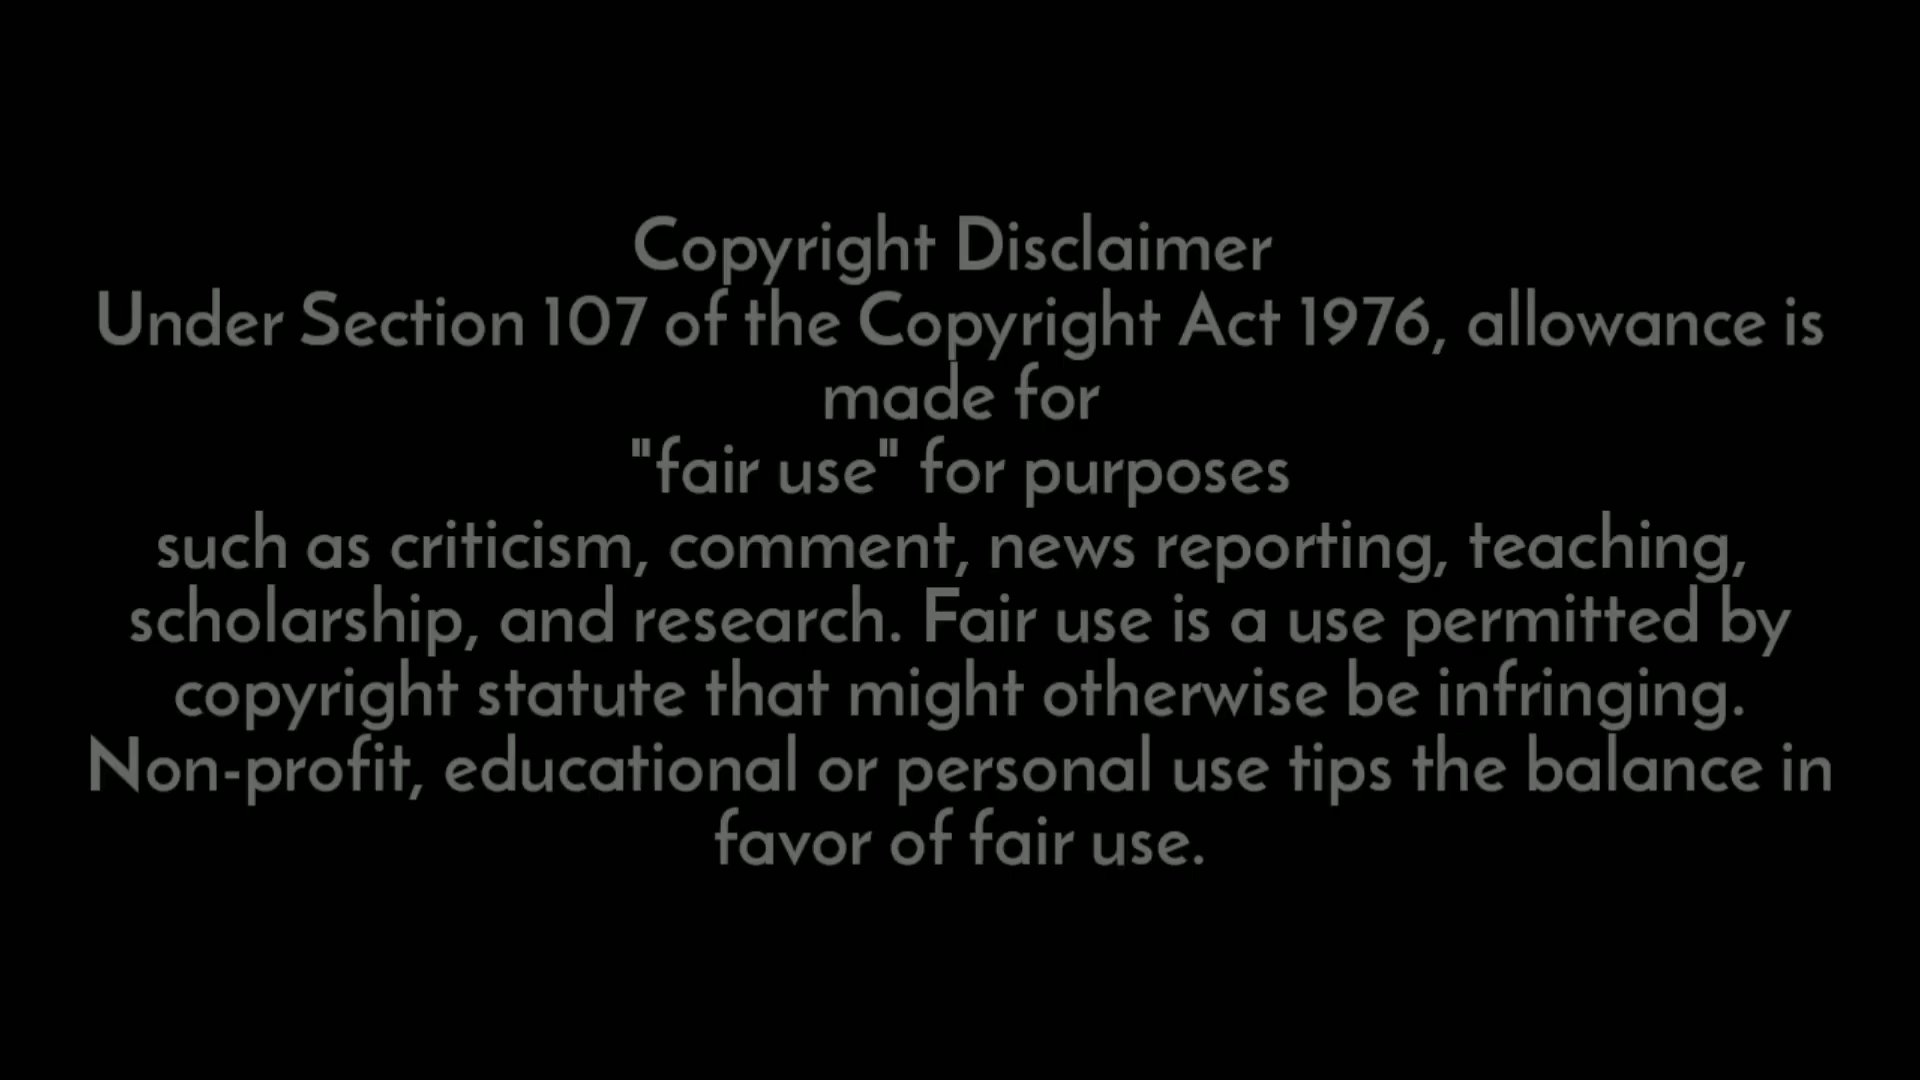 Copyright Disclaimer
Under Section 107 of the Copyright Act 1976, allowance is
made for
"fair use" for purposes
such as criticism, comment, news reporting, teaching,
scholarship, and research. Fair use is a use permitted by
copyright statute that might otherwise be infringing.
Non-profit, educational or personal use tips the balance in
favor of fair use.